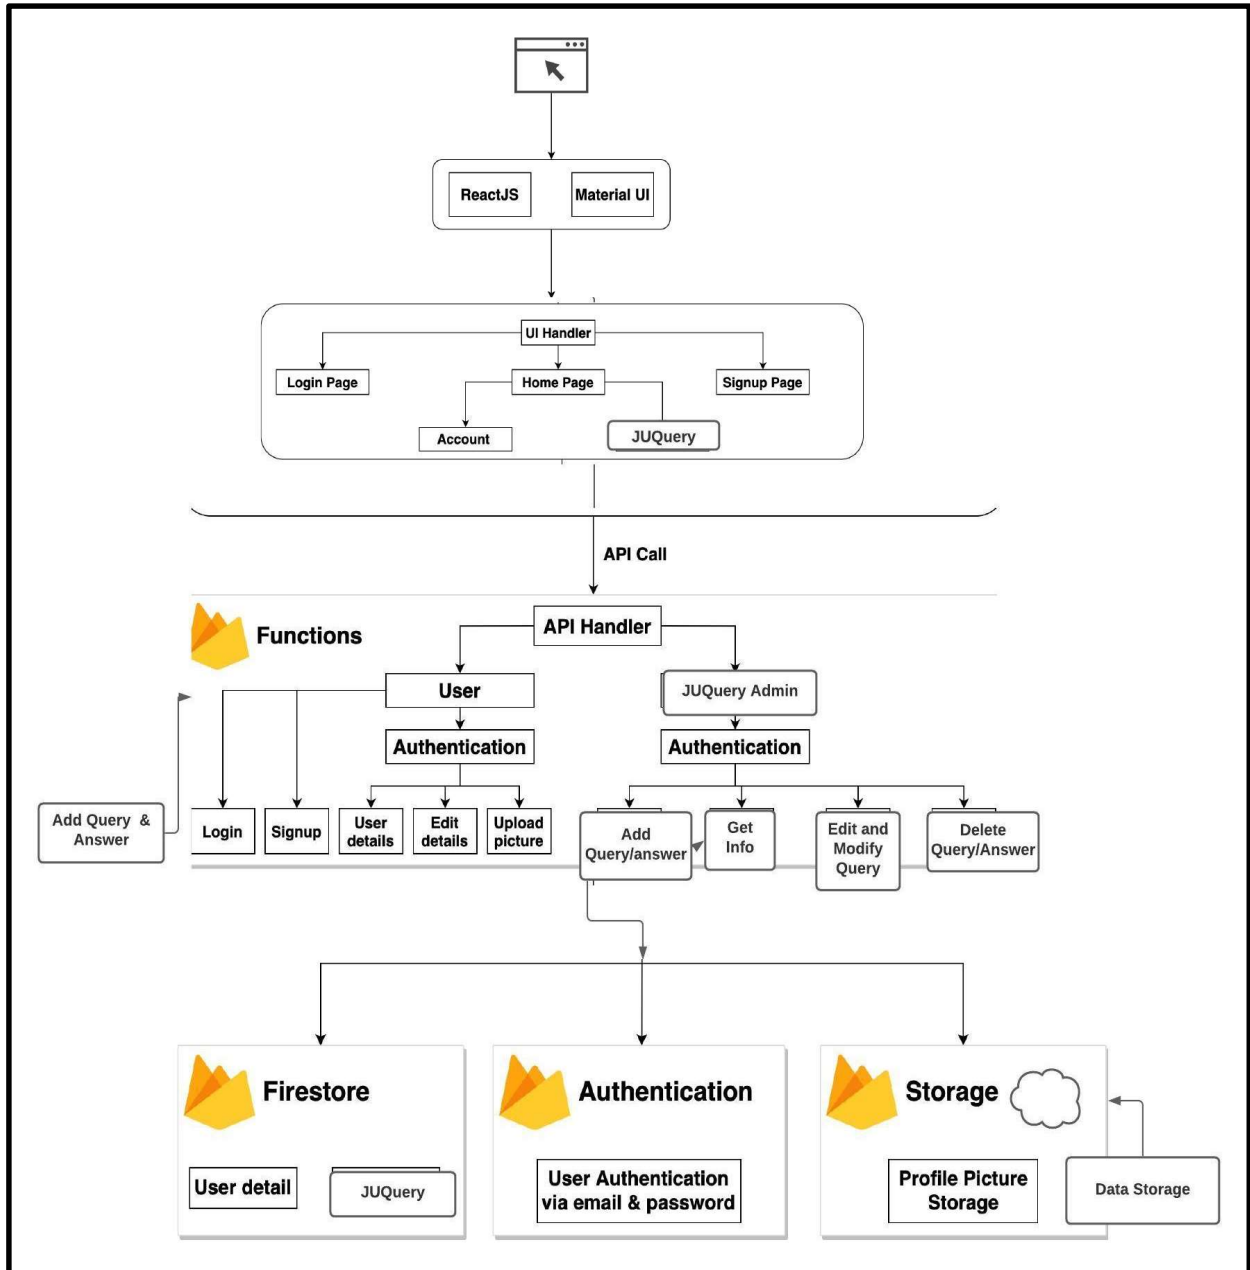 ReactJS
Material UI
UI Handler
Login Page
Home Page
Signup Page
Account
JUQuery
API Call
Functions
API Handler
User
JUQuery Admin
Authentication
Authentication
Add Query &
Answer
Login
Signup
User
details
Edit
details
Upload
picture
Add
Query/answer
Get
Info
Edit and
Modify
Query
Delete
Query/Answer
Firestore
Authentication
Storage
User detail
JUQuery
User Authentication
via email & password
Profile Picture
Storage
Data Storage